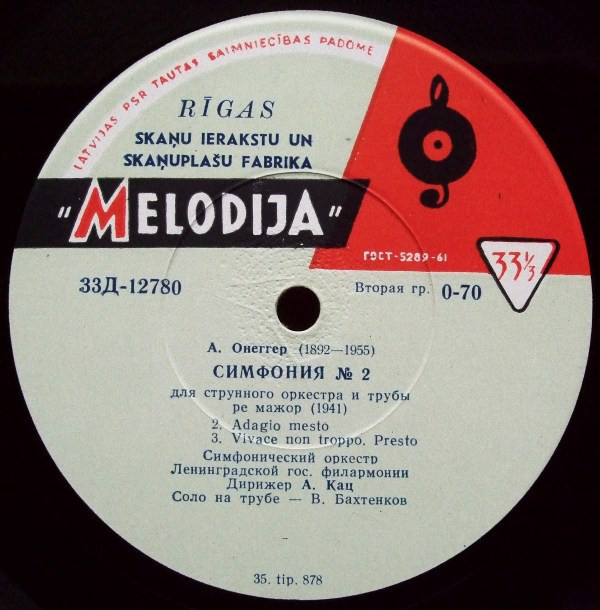 LATVIJAS PSR TAUTAS SAIMNIECĪBAS PADOME
RĪGAS
SKAŅU IERAKSTU UN
SKAŅUPLAŠU FABRIKA
"MELODIJA"
ГОСТ-5289-61
33⅓
33Д-12780
Вторая гр. 0-70
А. Онеггер (1892—1955)
СИМФОНИЯ № 2
для струнного оркестра и трубы
ре мажор (1941)
2. Adagio mesto
3. Vivace non troppo. Presto
Симфонический оркестр
Ленинградской гос. филармонии
Дирижер А. Кац
Соло на трубе — В. Бахтенков
35. tip. 878